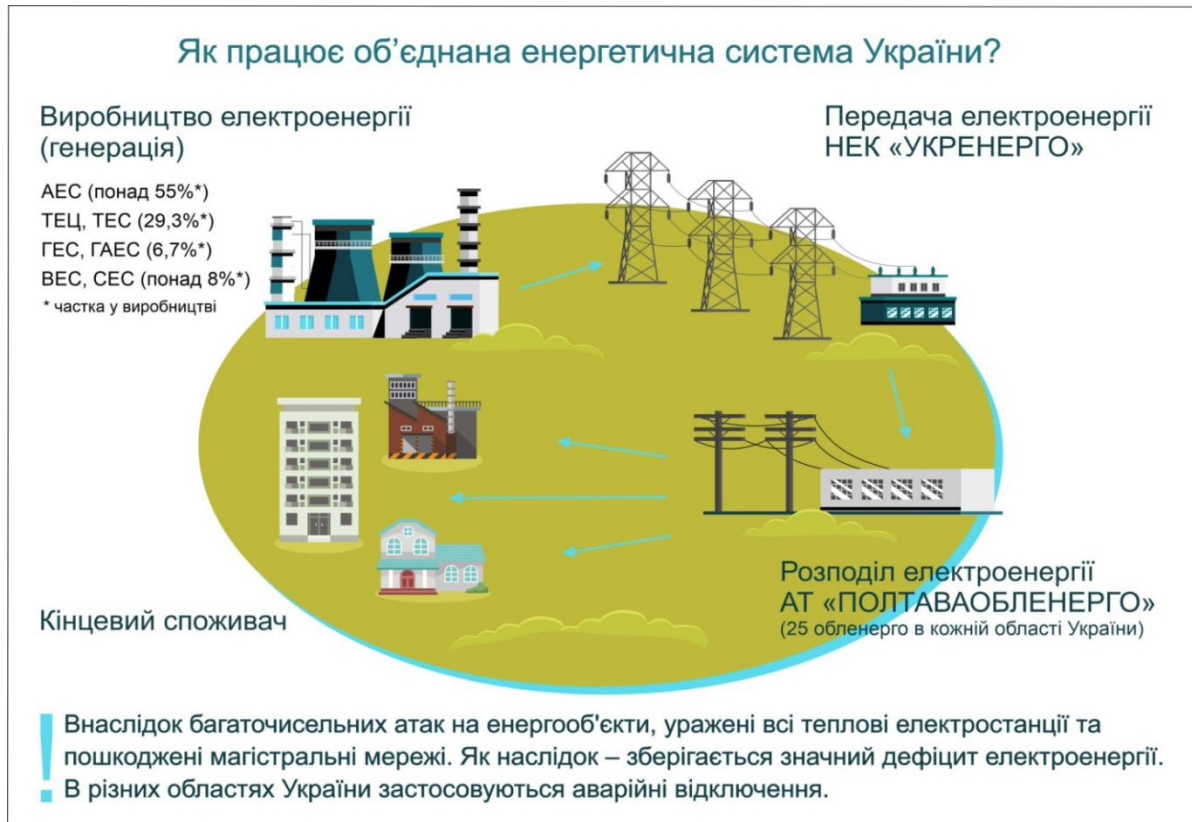 Як працює об’єднана енергетична система України?
Виробництво електроенергії
(генерація)
АЕС (понад 55%*)
ТЕЦ, ТЕС (29,3%*)
ГЕС, ГАЕС (6,7%*)
ВЕС, СЕС (понад 8%*)
* частка у виробництві
Передача електроенергії
НЕК «УКРЕНЕРГО»
Розподіл електроенергії
АТ «ПОЛТАВАОБЛЕНЕРГО»
(25 обленерго в кожній області України)
Кінцевий споживач
! Внаслідок багаточисельних атак на енергооб'єкти, уражені всі теплові електростанції та
пошкоджені магістральні мережі. Як наслідок – зберігається значний дефіцит електроенергії.
В різних областях України застосовуються аварійні відключення.